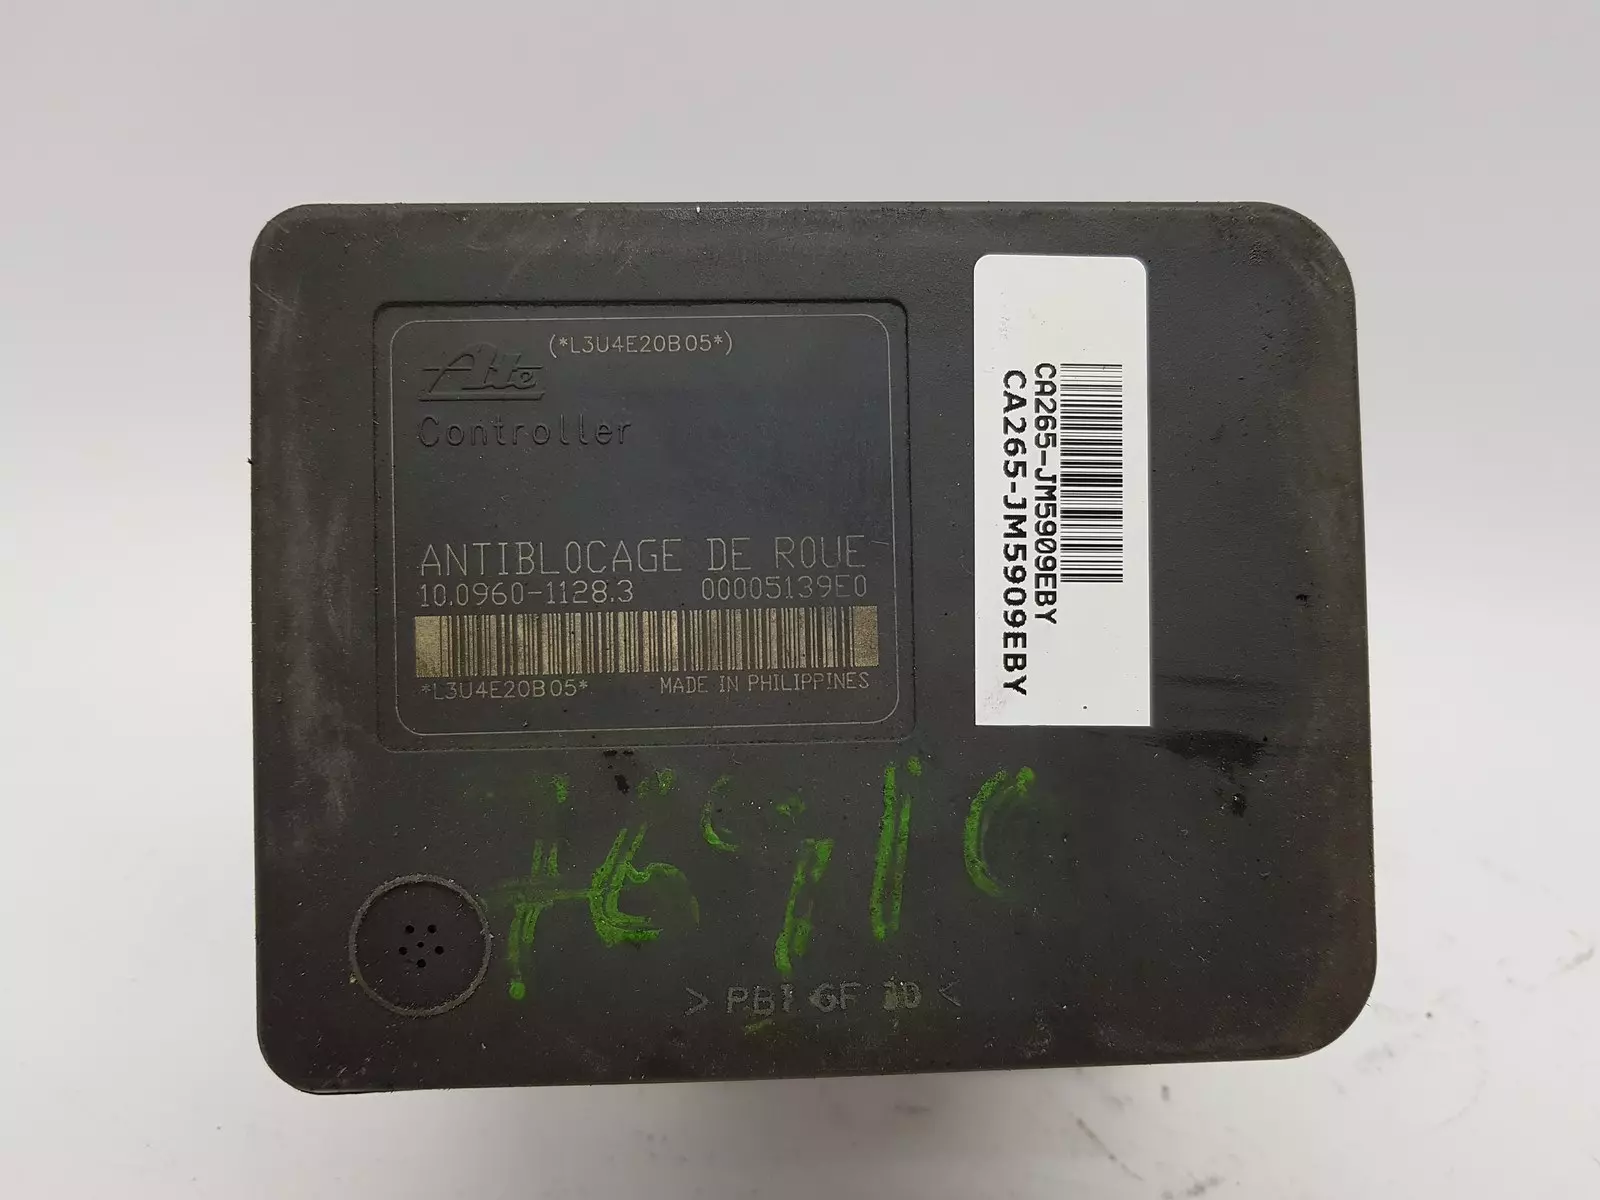 (*L3U4E20B05*)
Ate
Controller
ANTIBLOCAGE DE ROUE
10.0960-1128.3 00005139E0
*L3U4E20B05* MADE IN PHILIPPINES
CA265-JM5909EBY
CA265-JM5909EBY
> PBT GF 30 <